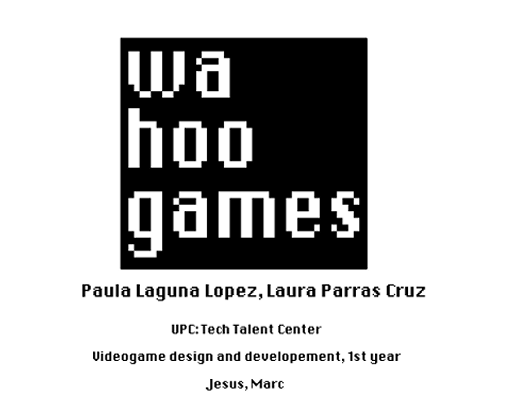 wa
hoo
games
Paula Laguna Lopez, Laura Parras Cruz
UPC: Tech Talent Center
Videogame design and developement, 1st year
Jesus, Marc